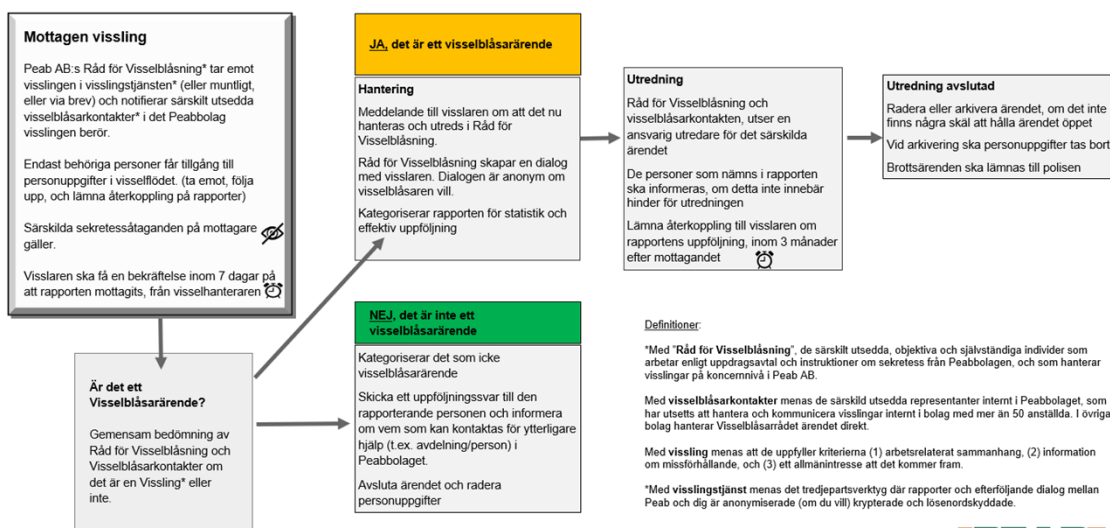 Mottagen vissling
Peab AB:s Råd för Visselblåsning* tar emot
visslingen i visslingstjänsten* (eller muntligt,
eller via brev) och notifierar särskilt utsedda
visselblåsarkontakter* i det Peabbolag
visslingen berör.
Endast behöriga personer får tillgång till
personuppgifter i visselflödet. (ta emot, följa
upp, och lämna återkoppling på rapporter)
Särskilda sekretessåtaganden på mottagare
gäller.
Visslaren ska få en bekräftelse inom 7 dagar på
att rapporten mottagits, från visselhanteraren
Är det ett
Visselblåsarärende?
Gemensam bedömning av
Råd för Visselblåsning och
Visselblåsarkontakter om
det är en Vissling* eller
inte.
JA, det är ett visselblåsarärende
Hantering
Meddelande till visslaren om att det nu
hanteras och utreds i Råd för
Visselblåsning.
Råd för Visselblåsning skapar en dialog
med visslaren. Dialogen är anonym om
visselblåsaren vill.
Kategoriserar rapporten för statistik och
effektiv uppföljning
NEJ, det är inte ett
visselblåsarärende
Kategoriserar det som icke
visselblåsarärende
Skicka ett uppföljningssvar till den
rapporterande personen och informera
om vem som kan kontaktas för ytterligare
hjälp (t.ex. avdelning/person) i
Peabbolaget.
Avsluta ärendet och radera
personuppgifter
Utredning
Råd för Visselblåsning och
visselblåsarkontakten, utser en
ansvarig utredare för det särskilda
ärendet
De personer som nämns i rapporten
ska informeras, om detta inte innebär
hinder för utredningen
Lämna återkoppling till visslaren om
rapportens uppföljning, inom 3 månader
efter mottagandet
Utredning avslutad
Radera eller arkivera ärendet, om det inte
finns några skäl att hålla ärendet öppet
Vid arkivering ska personuppgifter tas bort
Brottsärenden ska lämnas till polisen
Definitioner:
*Med "Råd för Visselblåsning", de särskilt utsedda, objektiva och självständiga individer som
arbetar enligt uppdragsavtal och instruktioner om sekretess från Peabbolagen, och som hanterar
visslingar på koncernnivå i Peab AB.
Med visselblåsarkontakter menas de särskild utsedda representanter internt i Peabbolaget, som
har utsetts att hantera och kommunicera visslingar internt i bolag med mer än 50 anställda. I övriga
bolag hanterar Visselblåsarrådet ärendet direkt.
Med vissling menas att de uppfyller kriterierna (1) arbetsrelaterat sammanhang, (2) information
om missförhållande, och (3) ett allmänintresse att det kommer fram.
*Med visslingstjänst menas det tredjepartsverktyg där rapporter och efterföljande dialog mellan
Peab och dig är anonymiserade (om du vill) krypterade och lösenordskyddade.